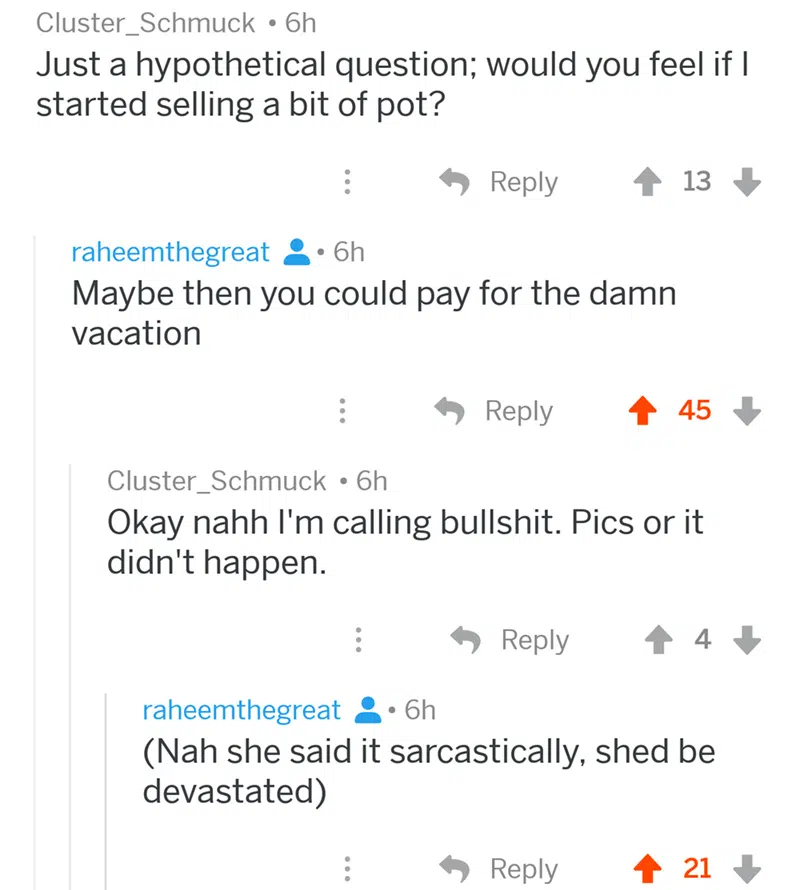 Cluster_Schmuck • 6h
Just a hypothetical question; would you feel if I
started selling a bit of pot?
Reply 13
raheemthegreat • 6h
Maybe then you could pay for the damn
vacation
Reply 45
Cluster_Schmuck • 6h
Okay nahh I'm calling bullshit. Pics or it
didn't happen.
Reply 4
raheemthegreat • 6h
(Nah she said it sarcastically, shed be
devastated)
Reply 21